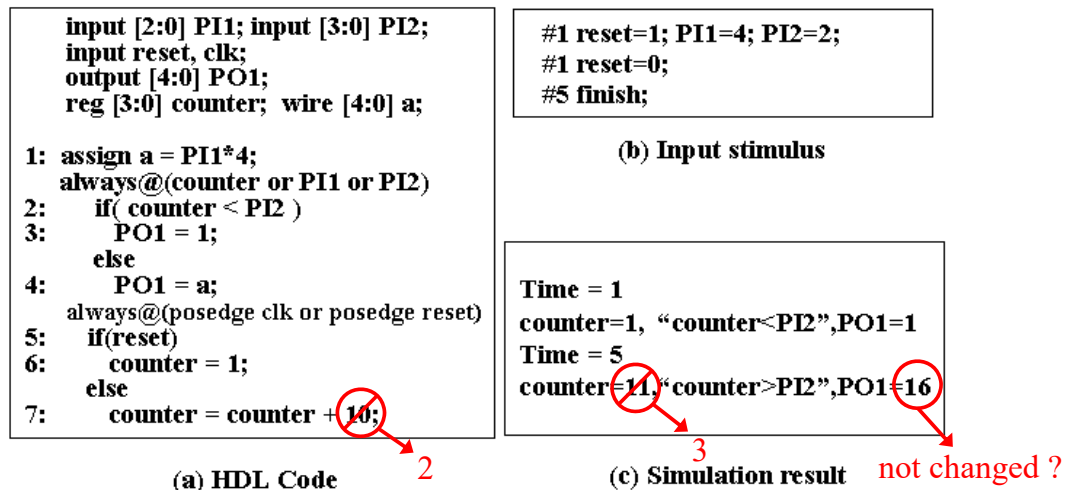 input [2:0] PI1; input [3:0] PI2;
input reset, clk;
output [4:0] PO1;
reg [3:0] counter; wire [4:0] a;
1: assign a = PI1*4;
always@(counter or PI1 or PI2)
2: if( counter < PI2 )
3: PO1 = 1;
else
4: PO1 = a;
always@(posedge clk or posedge reset)
5: if(reset)
6: counter = 1;
else
7: counter = counter + 10;
2
(a) HDL Code
#1 reset=1; PI1=4; PI2=2;
#1 reset=0;
#5 finish;
(b) Input stimulus
Time = 1
counter=1, “counter<PI2”,PO1=1
Time = 5
counter=11,“counter>PI2”,PO1=16
3
not changed ?
(c) Simulation result